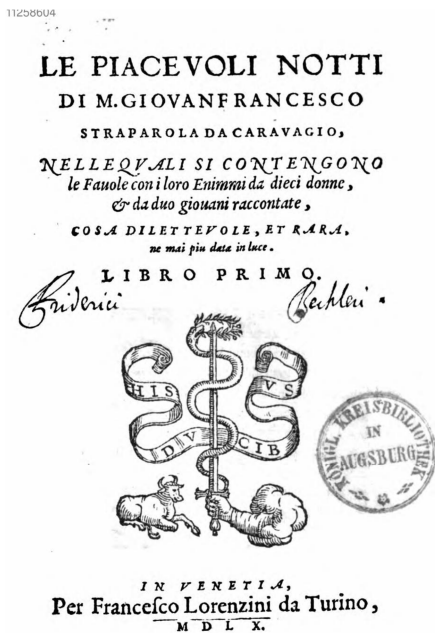 11258604
LE PIACEVOLI NOTTI
DI M. GIOVANFRANCESCO
STRAPAROLA DA CARAVAGIO,
NELLEQVALI SI CONTENGONO
le Fauole con i loro Enimmi da dieci donne,
& da duo giouani raccontate,
COSA DILETTEVOLE, ET RARA,
ne mai piu data in luce.
LIBRO PRIMO.
Friderici
HIS VS
DV CIB
KÖNIGL. KREISBIBLIOTHEK
IN
AUGSBURG
IN VENETIA,
Per Franceſco Lorenzini da Turino,
M D L X.